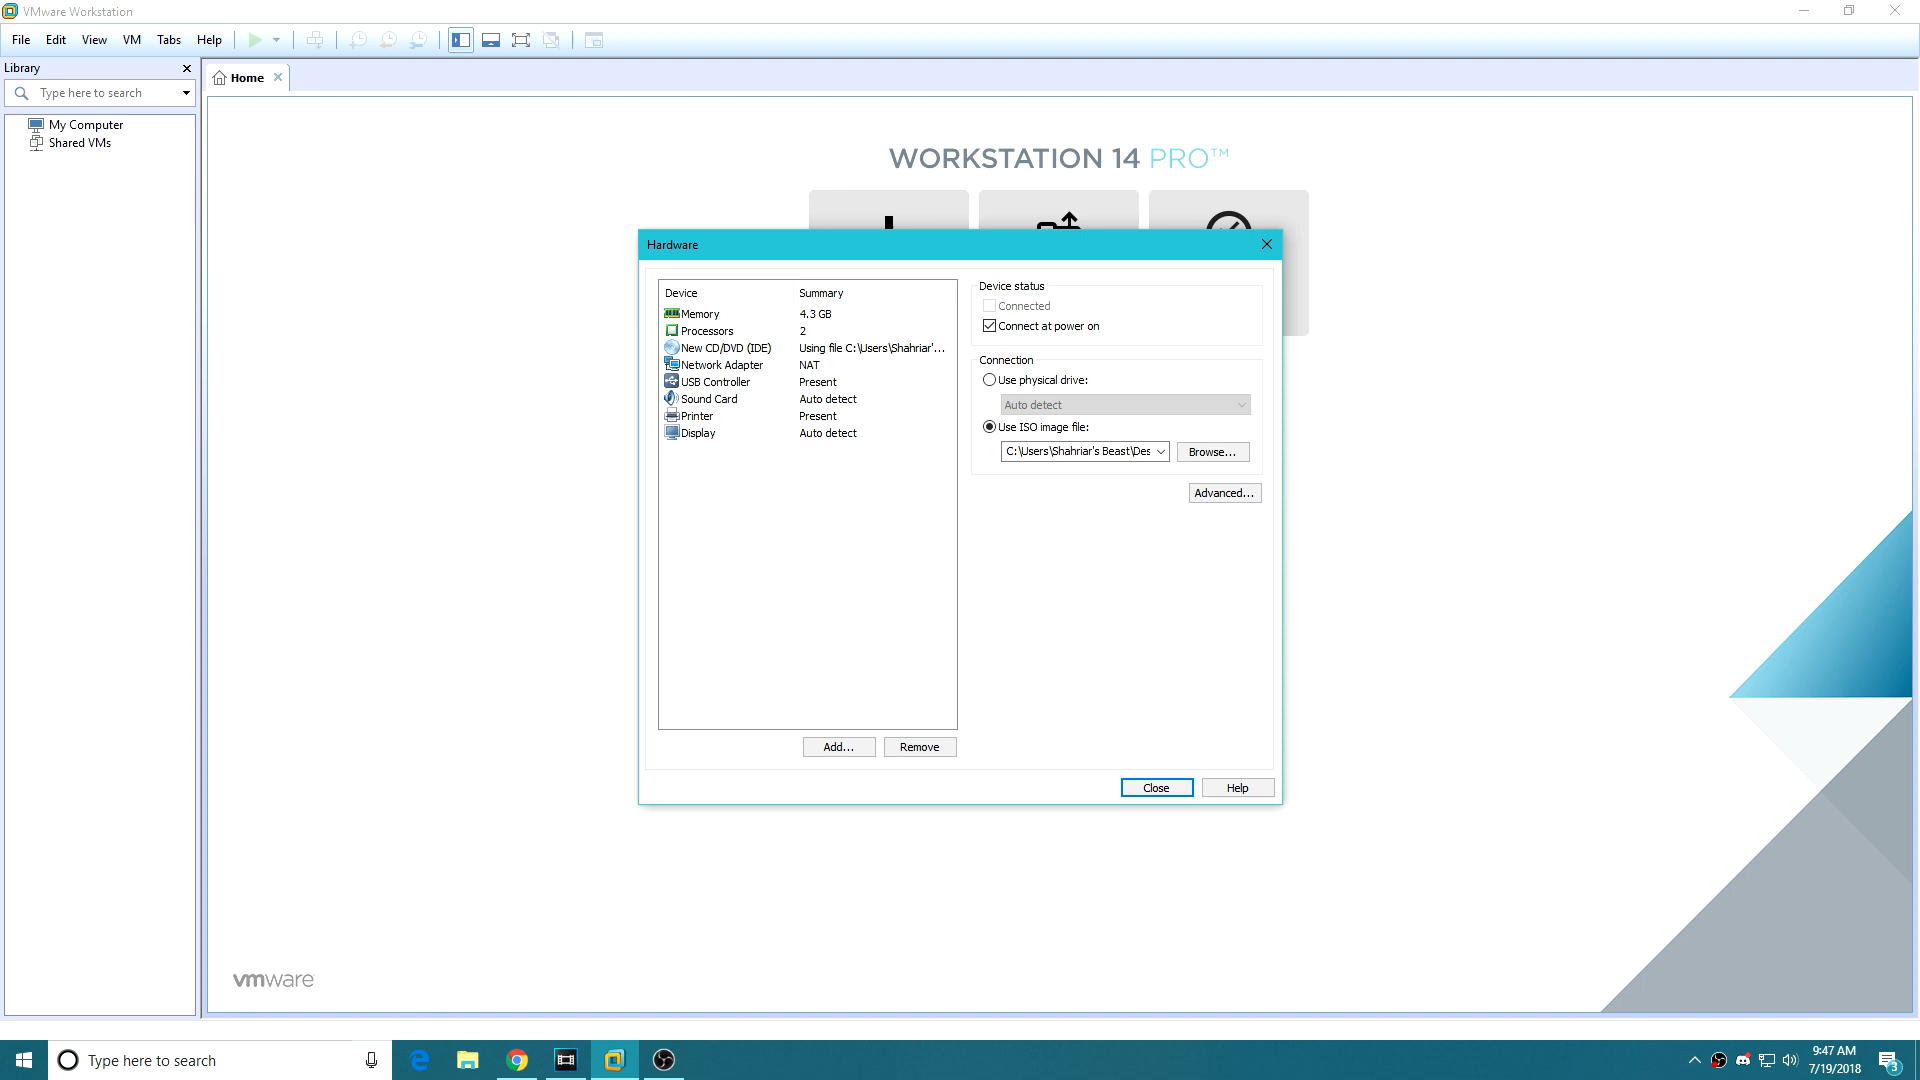 VMware Workstation
File Edit View VM Tabs Help
Library
Type here to search
My Computer
Shared VMs
Home
WORKSTATION 14 PRO™
Hardware
Device Summary
Memory 4.3 GB
Processors 2
New CD/DVD (IDE) Using file C:\Users\Shahriar'...
Network Adapter NAT
USB Controller Present
Sound Card Auto detect
Printer Present
Display Auto detect
Add... Remove
Device status
Connected
Connect at power on
Connection
Use physical drive:
Auto detect
Use ISO image file:
C:\Users\Shahriar's Beast\Des Browse...
Advanced...
Close Help
vmware
Type here to search
9:47 AM
7/19/2018
3